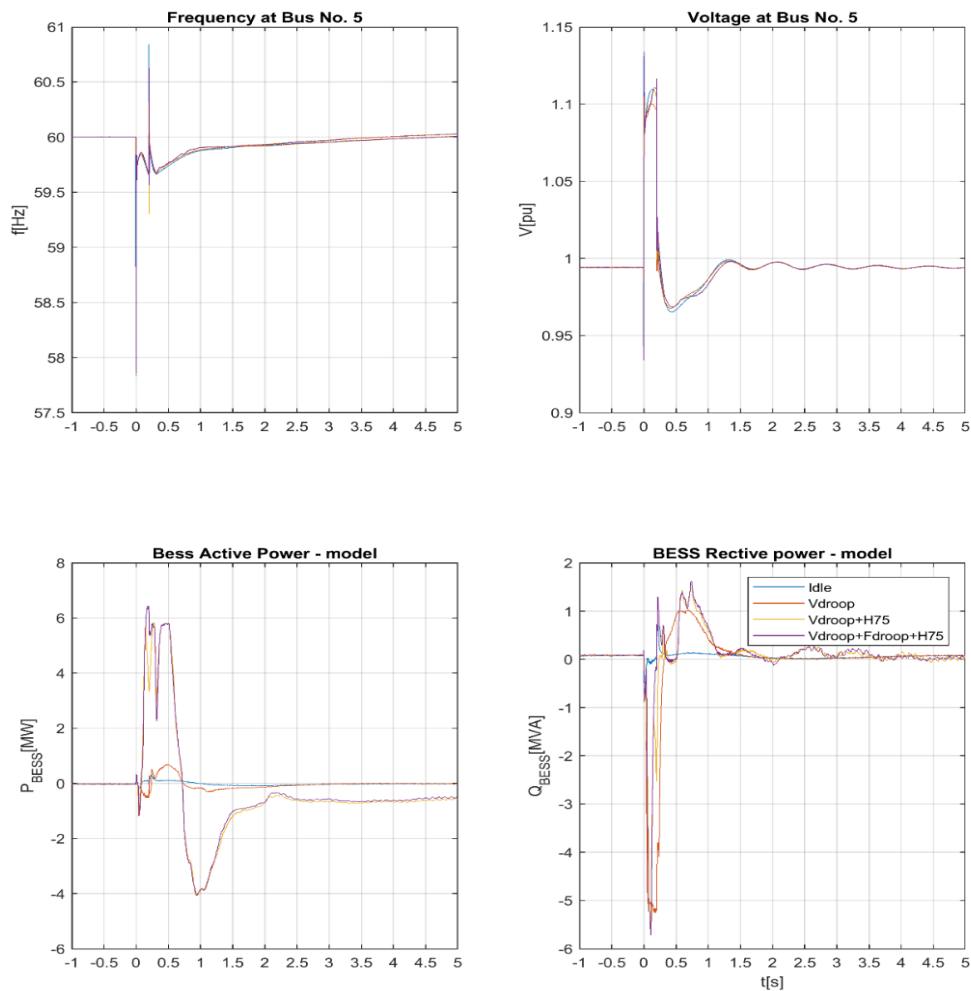 Frequency at Bus No. 5
61
60.5
60
59.5
59
58.5
58
57.5
f[Hz]
-1 -0.5 0 0.5 1 1.5 2 2.5 3 3.5 4 4.5 5
Voltage at Bus No. 5
1.15
1.1
1.05
1
0.95
0.9
V[pu]
-1 -0.5 0 0.5 1 1.5 2 2.5 3 3.5 4 4.5 5
Bess Active Power - model
8
6
4
2
0
-2
-4
-6
PBESS[MW]
-1 -0.5 0 0.5 1 1.5 2 2.5 3 3.5 4 4.5 5
BESS Rective power - model
2
1
0
-1
-2
-3
-4
-5
-6
QBESS[MVA]
Idle
Vdroop
Vdroop+H75
Vdroop+Fdroop+H75
-1 -0.5 0 0.5 1 1.5 2 2.5 3 3.5 4 4.5 5
t[s]